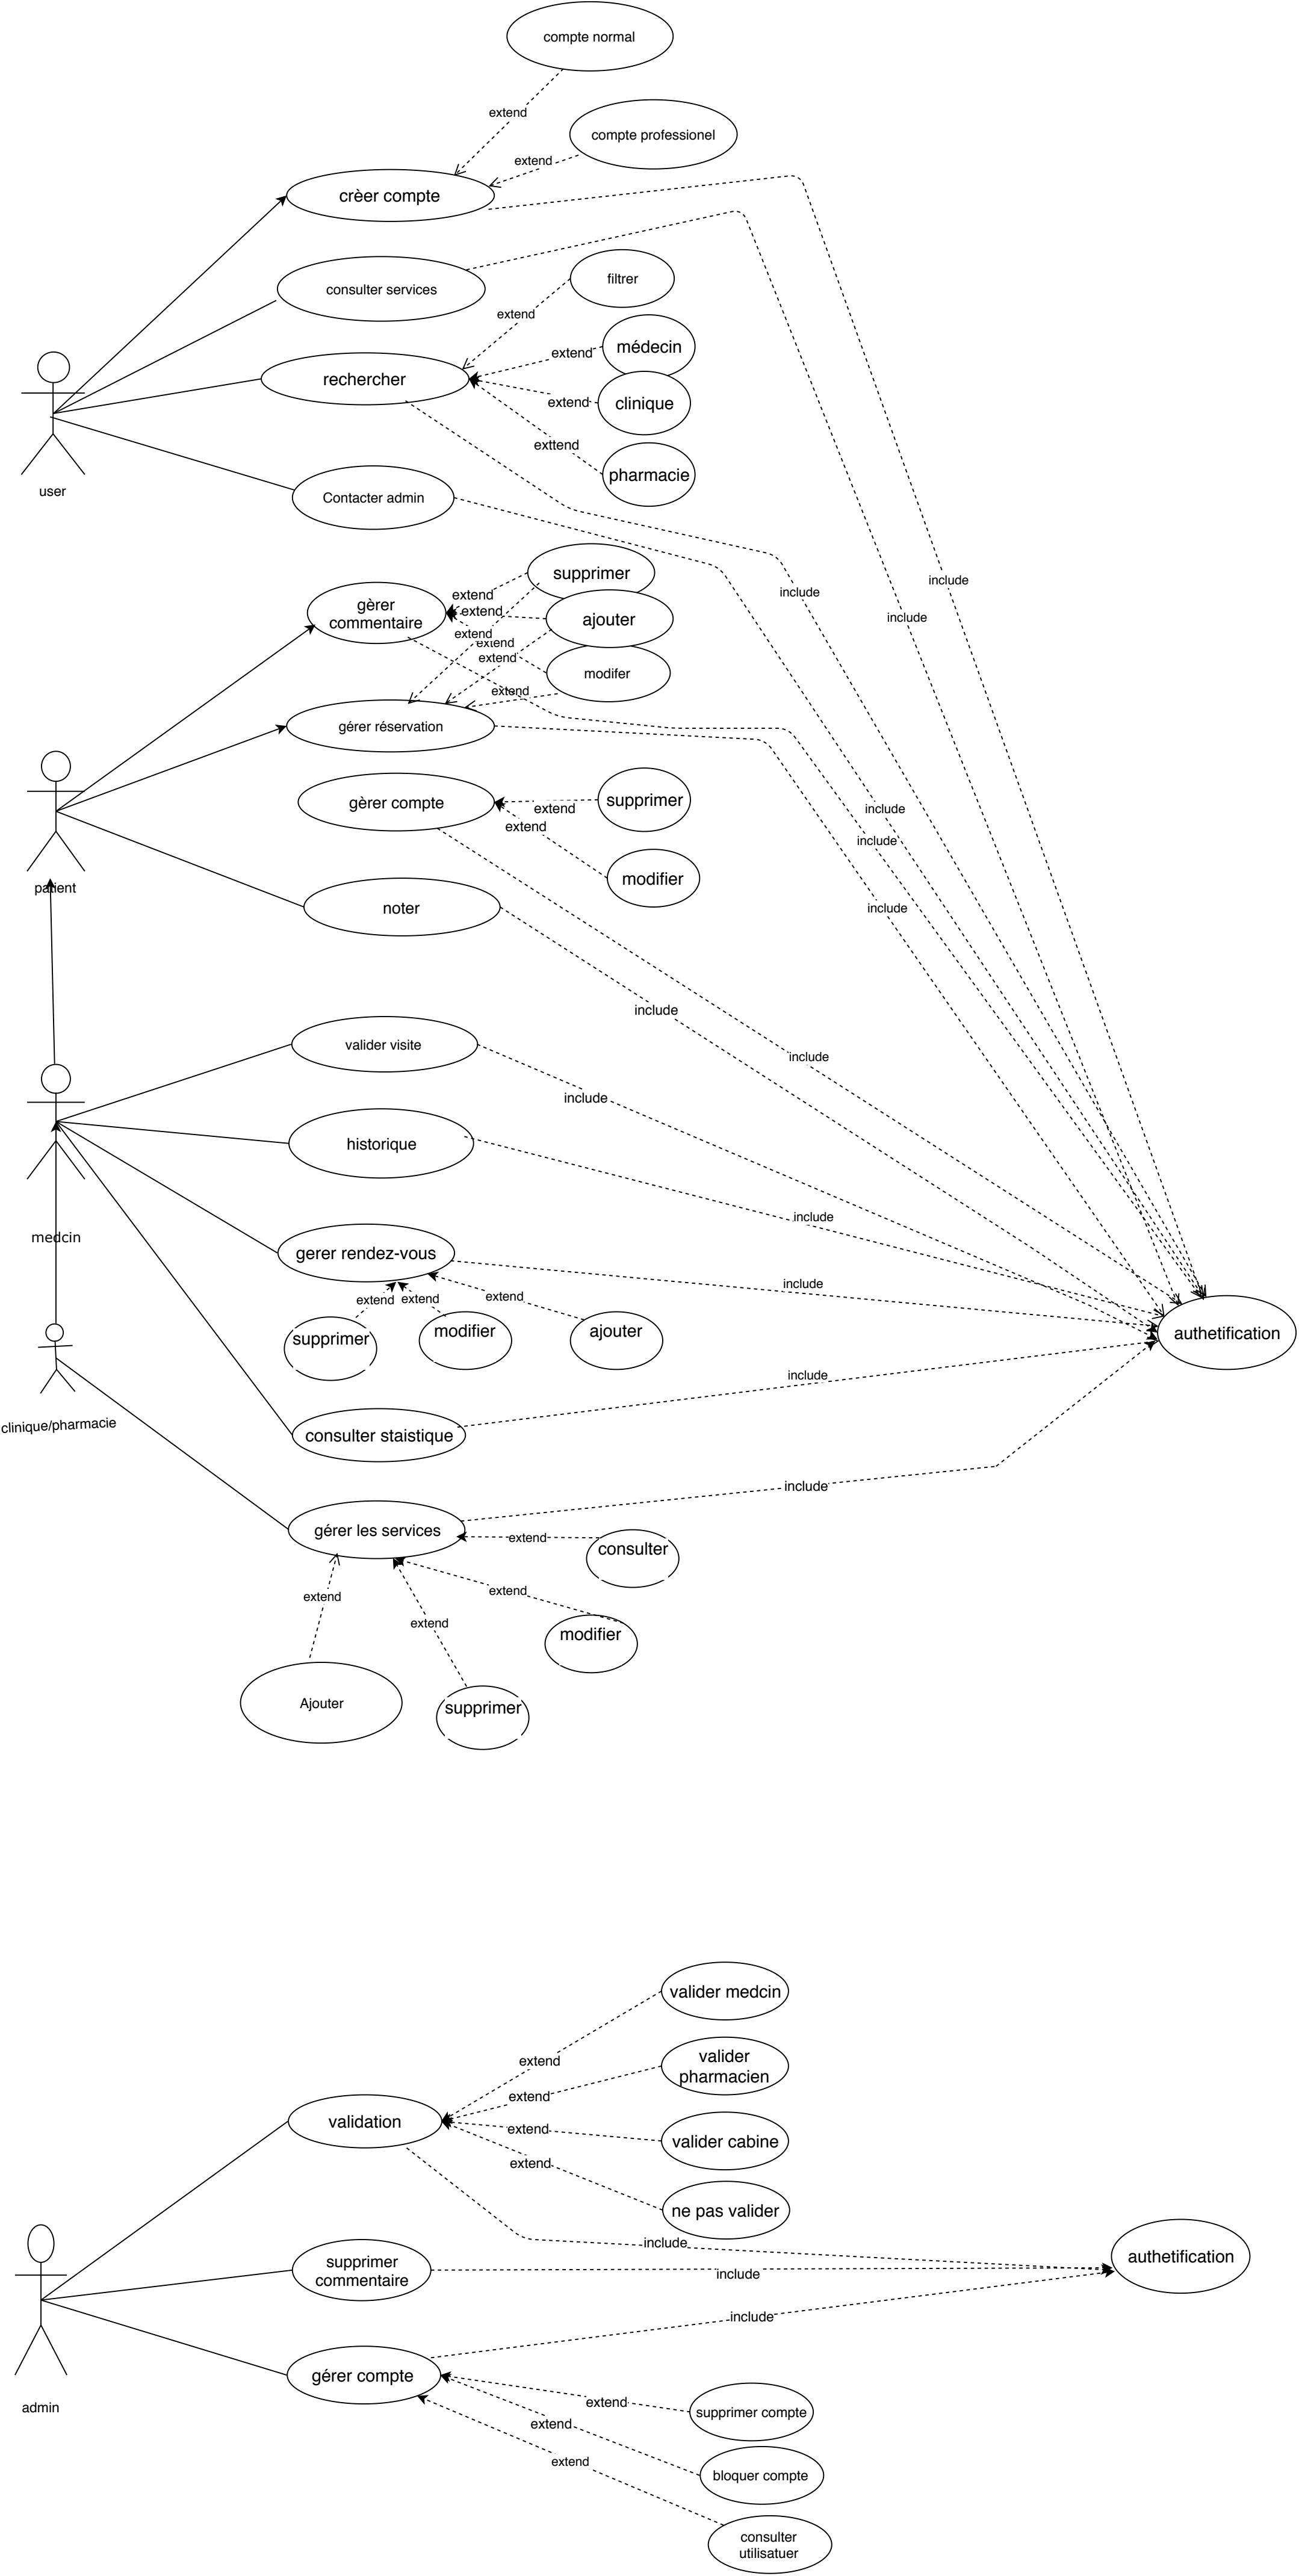 compte normal
extend
compte professionel
extend
crèer compte
consulter services
filtrer
extend
médecin
extend
rechercher
clinique
extend
exttend
pharmacie
user
Contacter admin
supprimer
include
include
extend
gèrer
commentaire
extend
ajouter
include
extend
extend
extend
modifer
extend
gérer réservation
gèrer compte
supprimer
extend
include
extend
include
modifier
patient
noter
include
include
valider visite
include
include
historique
include
medcin
gerer rendez-vous
include
extend
extend
extend
supprimer
modifier
ajouter
authetification
include
clinique/pharmacie
consulter staistique
include
gérer les services
extend
consulter
extend
extend
modifier
extend
Ajouter
supprimer
valider medcin
extend
valider
pharmacien
extend
validation
extend
valider cabine
extend
ne pas valider
include
supprimer
commentaire
authetification
include
include
gérer compte
admin
extend
supprimer compte
extend
extend
bloquer compte
consulter
utilisatuer